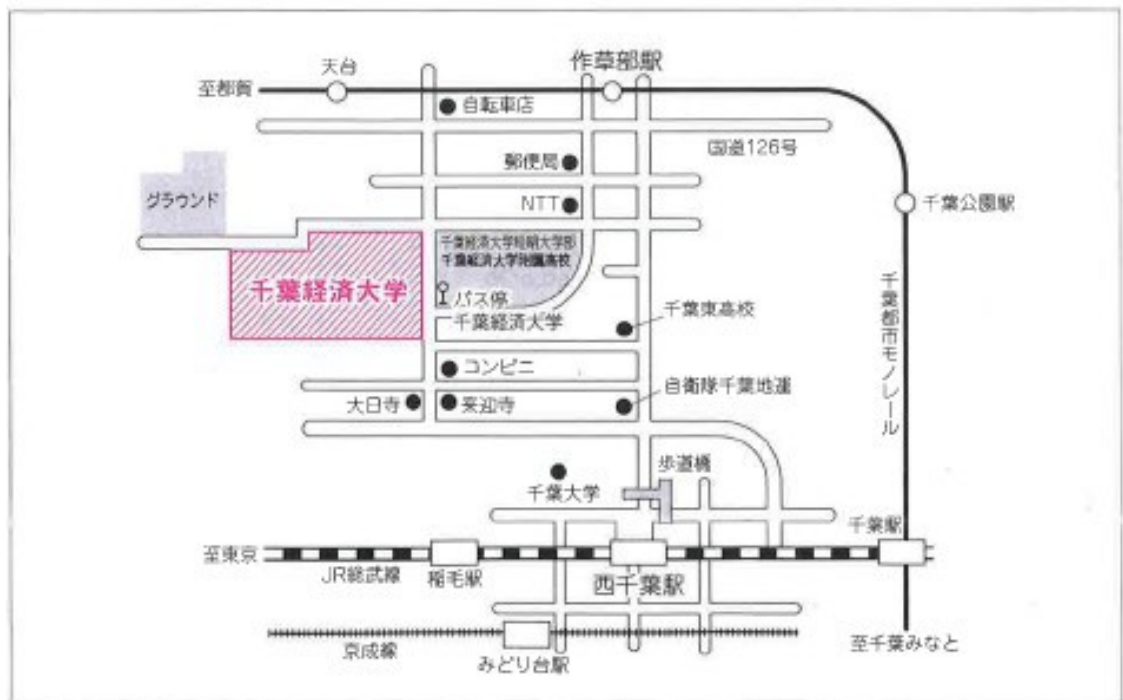 作草部駅
天台
至都賀
自転車店
国道126号
郵便局
グラウンド
NTT
千葉公園駅
千葉経済大学短期大学部
千葉経済大学附属高校
千葉経済大学
バス停
千葉経済大学
千葉東高校
千葉都市モノレール
コンビニ
自衛隊千葉地連
大日寺
来迎寺
歩道橋
千葉大学
千葉駅
至東京
JR総武線
稲毛駅
西千葉駅
京成線
みどり台駅
至千葉みなと